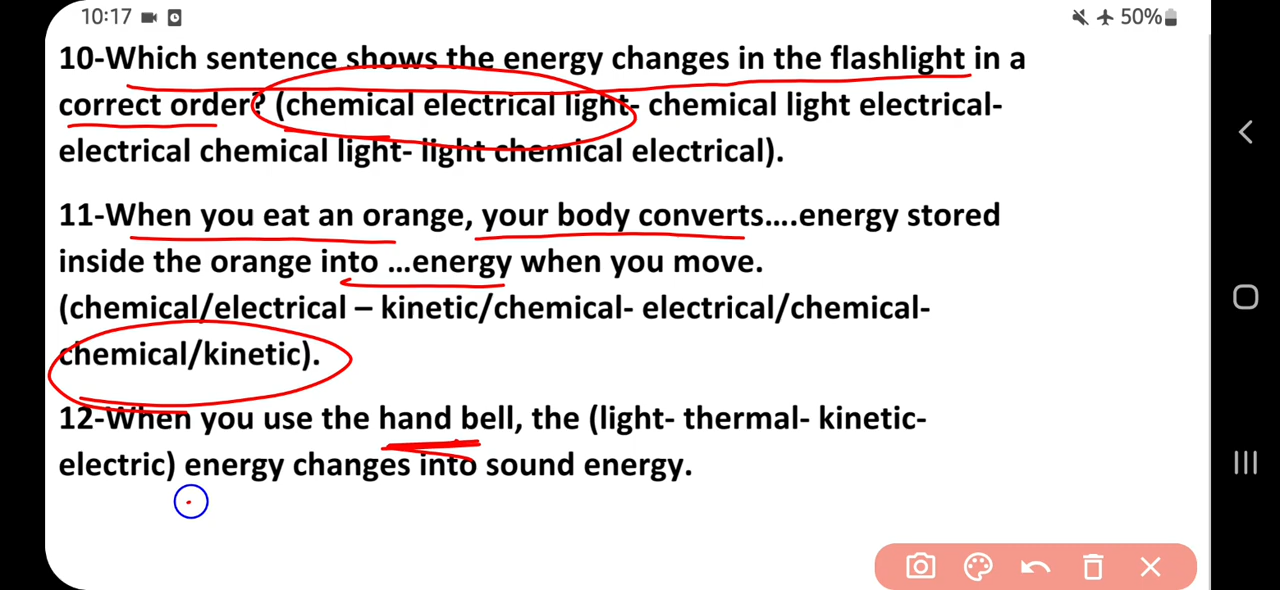 10:17
50%
10-Which sentence shows the energy changes in the flashlight in a
correct order? (chemical electrical light- chemical light electrical-
electrical chemical light- light chemical electrical).
11-When you eat an orange, your body converts....energy stored
inside the orange into ...energy when you move.
(chemical/electrical – kinetic/chemical- electrical/chemical-
chemical/kinetic).
12-When you use the hand bell, the (light- thermal- kinetic-
electric) energy changes into sound energy.